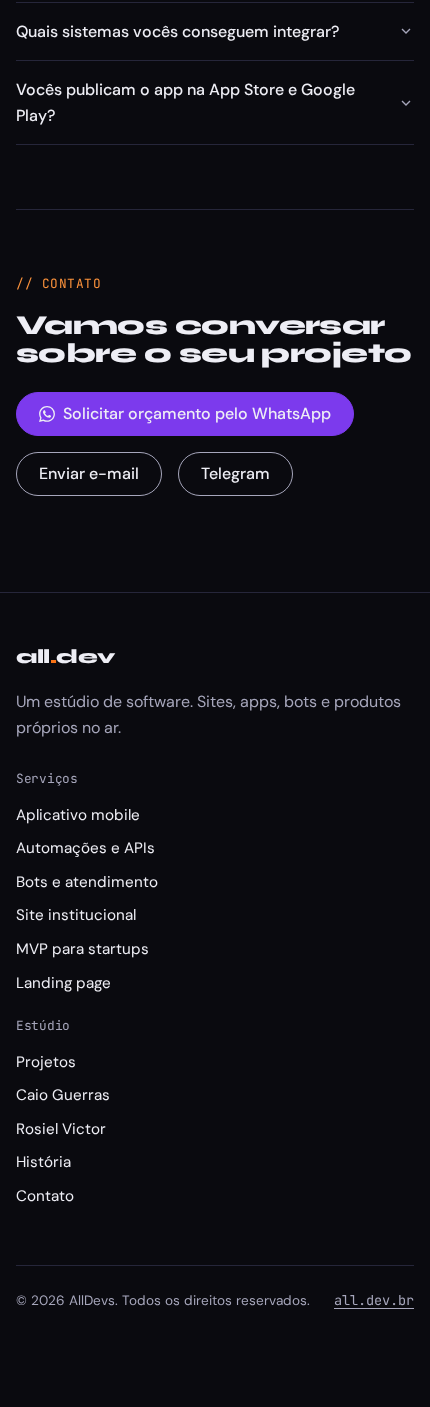 Quais sistemas vocês conseguem integrar?
Vocês publicam o app na App Store e Google
Play?
// CONTATO
Vamos conversar
sobre o seu projeto
Solicitar orçamento pelo WhatsApp
Enviar e-mail
Telegram
all.dev
Um estúdio de software. Sites, apps, bots e produtos
próprios no ar.
Serviços
Aplicativo mobile
Automações e APIs
Bots e atendimento
Site institucional
MVP para startups
Landing page
Estúdio
Projetos
Caio Guerras
Rosiel Victor
História
Contato
© 2026 AllDevs. Todos os direitos reservados.
all.dev.br